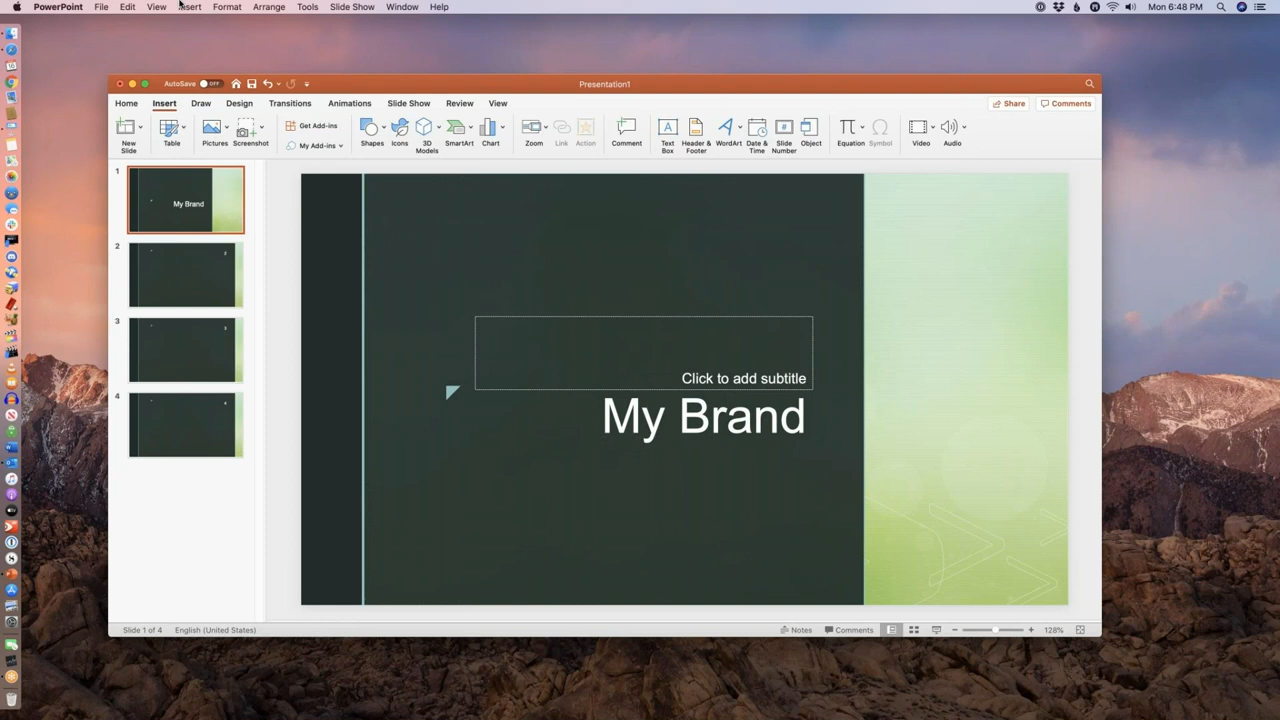 PowerPoint File Edit View Insert Format Arrange Tools Slide Show Window Help Mon 6:48 PM
AutoSave OFF Presentation1
Home Insert Draw Design Transitions Animations Slide Show Review View Share Comments
New Slide Table Pictures Screenshot Get Add-ins My Add-ins Shapes Icons 3D Models SmartArt Chart Zoom Link Action Comment Text Box Header & Footer WordArt Date & Time Slide Number Object Equation Symbol Video Audio
1
My Brand
2
2
3
3
4
4
Click to add subtitle
My Brand
Slide 1 of 4 English (United States) Notes Comments 128%